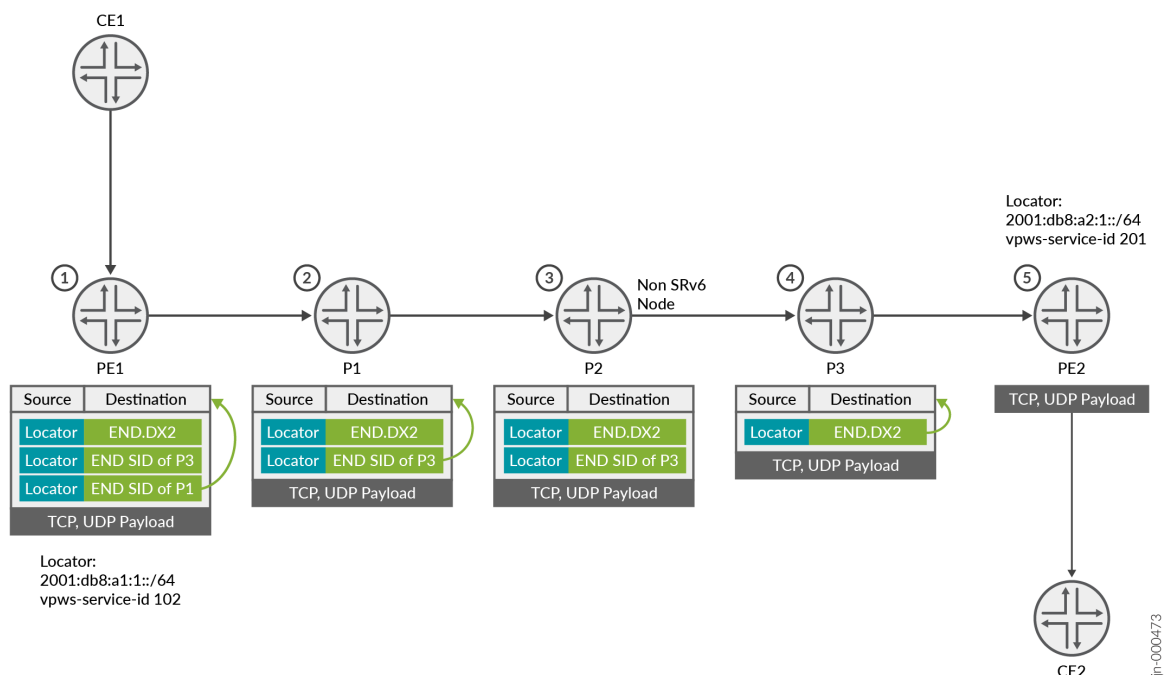 CE1
Locator:
2001:db8:a2:1::/64
vpws-service-id 201
1
2
3
Non SRv6
Node
4
5
PE1
P1
P2
P3
PE2
Source Destination
Locator END.DX2
Locator END SID of P3
Locator END SID of P1
TCP, UDP Payload
Source Destination
Locator END.DX2
Locator END SID of P3
TCP, UDP Payload
Source Destination
Locator END.DX2
Locator END SID of P3
TCP, UDP Payload
Source Destination
Locator END.DX2
TCP, UDP Payload
TCP, UDP Payload
Locator:
2001:db8:a1:1::/64
vpws-service-id 102
CE2
jn-000473